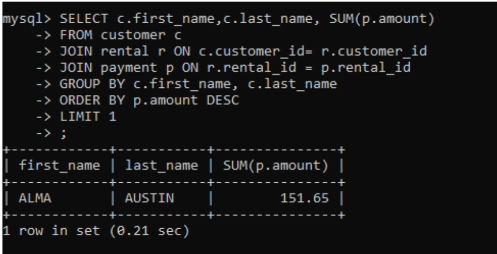 mysql> SELECT c.first_name,c.last_name, SUM(p.amount)
    -> FROM customer c
    -> JOIN rental r ON c.customer_id= r.customer_id
    -> JOIN payment p ON r.rental_id = p.rental_id
    -> GROUP BY c.first_name, c.last_name
    -> ORDER BY p.amount DESC
    -> LIMIT 1
    -> ;
+------------+-----------+---------------+
| first_name | last_name | SUM(p.amount) |
+------------+-----------+---------------+
| ALMA       | AUSTIN    |        151.65 |
+------------+-----------+---------------+
1 row in set (0.21 sec)